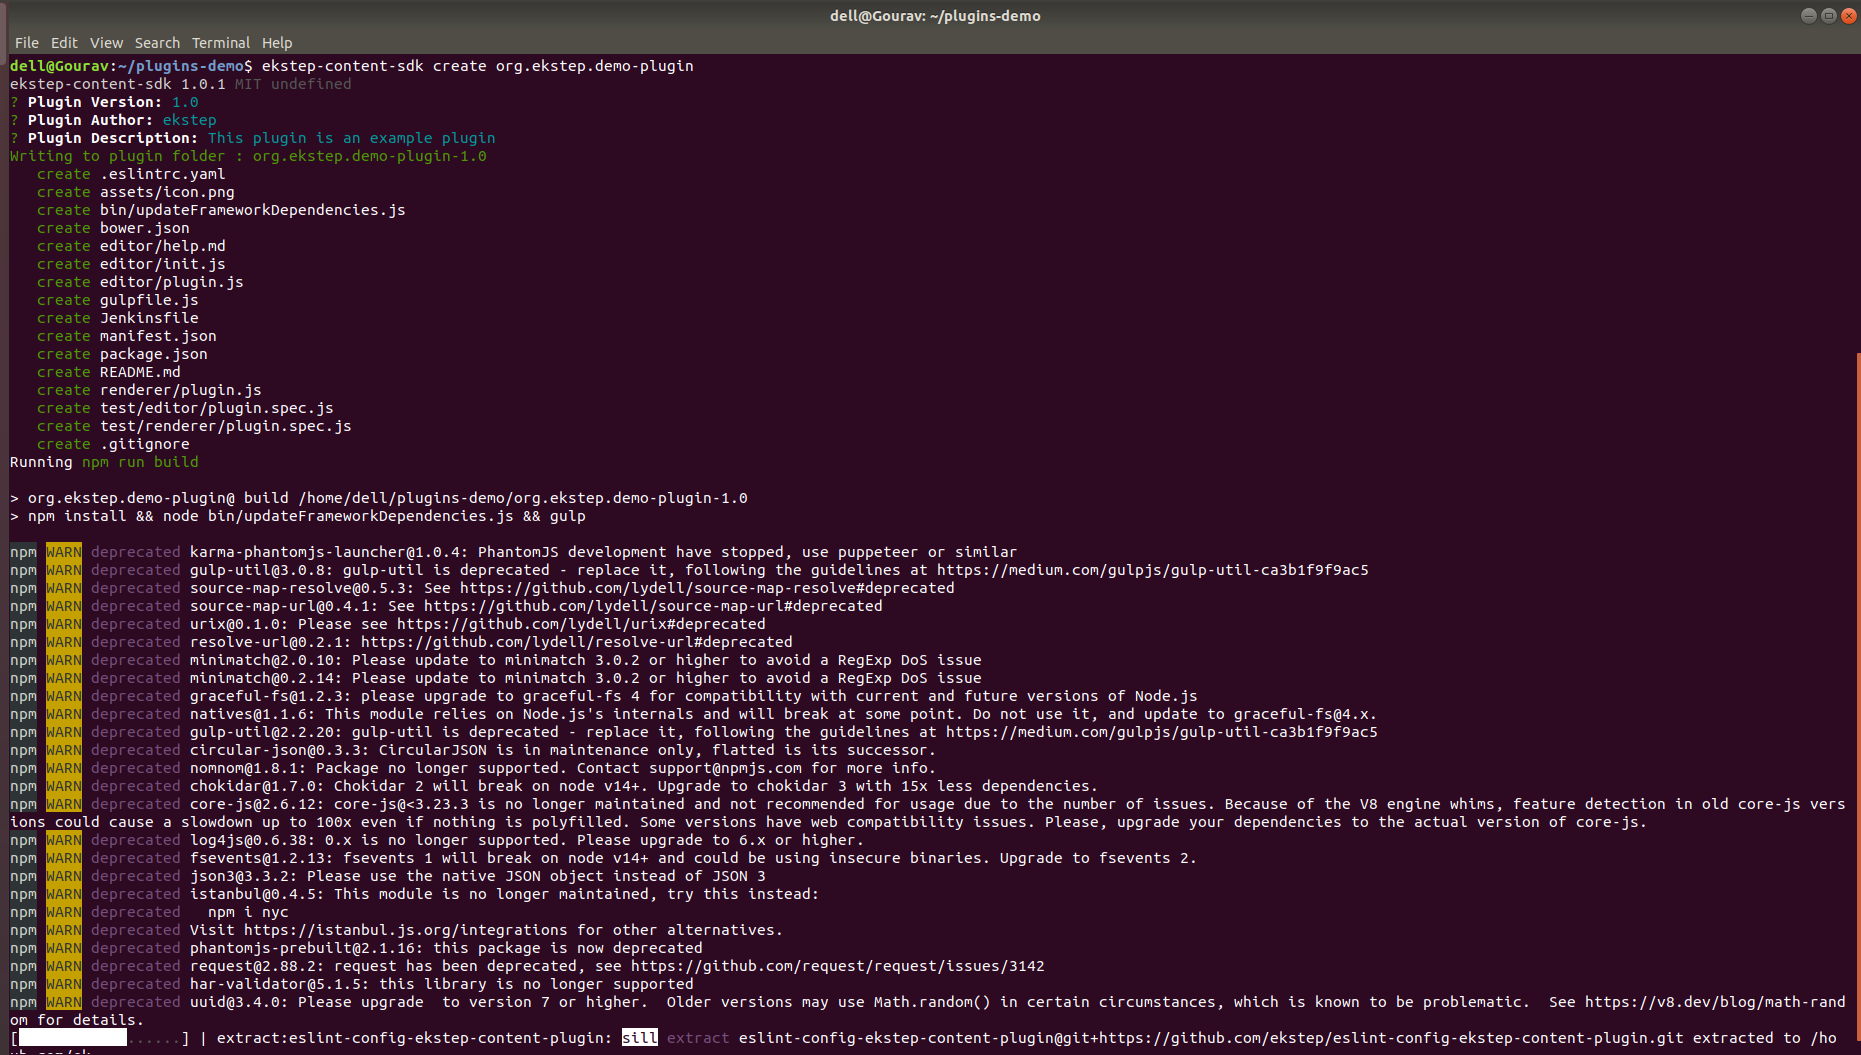 dell@Gourav: ~/plugins-demo
File Edit View Search Terminal Help
dell@Gourav:~/plugins-demo$ ekstep-content-sdk create org.ekstep.demo-plugin
ekstep-content-sdk 1.0.1 MIT undefined
? Plugin Version: 1.0
? Plugin Author: ekstep
? Plugin Description: This plugin is an example plugin
Writing to plugin folder : org.ekstep.demo-plugin-1.0
   create .eslintrc.yaml
   create assets/icon.png
   create bin/updateFrameworkDependencies.js
   create bower.json
   create editor/help.md
   create editor/init.js
   create editor/plugin.js
   create gulpfile.js
   create Jenkinsfile
   create manifest.json
   create package.json
   create README.md
   create renderer/plugin.js
   create test/editor/plugin.spec.js
   create test/renderer/plugin.spec.js
   create .gitignore
Running npm run build
> org.ekstep.demo-plugin@ build /home/dell/plugins-demo/org.ekstep.demo-plugin-1.0
> npm install && node bin/updateFrameworkDependencies.js && gulp
npm WARN deprecated karma-phantomjs-launcher@1.0.4: PhantomJS development have stopped, use puppeteer or similar
npm WARN deprecated gulp-util@3.0.8: gulp-util is deprecated - replace it, following the guidelines at https://medium.com/gulpjs/gulp-util-ca3b1f9f9ac5
npm WARN deprecated source-map-resolve@0.5.3: See https://github.com/lydell/source-map-resolve#deprecated
npm WARN deprecated source-map-url@0.4.1: See https://github.com/lydell/source-map-url#deprecated
npm WARN deprecated urix@0.1.0: Please see https://github.com/lydell/urix#deprecated
npm WARN deprecated resolve-url@0.2.1: https://github.com/lydell/resolve-url#deprecated
npm WARN deprecated minimatch@2.0.10: Please update to minimatch 3.0.2 or higher to avoid a RegExp DoS issue
npm WARN deprecated minimatch@0.2.14: Please update to minimatch 3.0.2 or higher to avoid a RegExp DoS issue
npm WARN deprecated graceful-fs@1.2.3: please upgrade to graceful-fs 4 for compatibility with current and future versions of Node.js
npm WARN deprecated natives@1.1.6: This module relies on Node.js's internals and will break at some point. Do not use it, and update to graceful-fs@4.x.
npm WARN deprecated gulp-util@2.2.20: gulp-util is deprecated - replace it, following the guidelines at https://medium.com/gulpjs/gulp-util-ca3b1f9f9ac5
npm WARN deprecated circular-json@0.3.3: CircularJSON is in maintenance only, flatted is its successor.
npm WARN deprecated nomnom@1.8.1: Package no longer supported. Contact support@npmjs.com for more info.
npm WARN deprecated chokidar@1.7.0: Chokidar 2 will break on node v14+. Upgrade to chokidar 3 with 15x less dependencies.
npm WARN deprecated core-js@2.6.12: core-js@<3.23.3 is no longer maintained and not recommended for usage due to the number of issues. Because of the V8 engine whims, feature detection in old core-js vers
ions could cause a slowdown up to 100x even if nothing is polyfilled. Some versions have web compatibility issues. Please, upgrade your dependencies to the actual version of core-js.
npm WARN deprecated log4js@0.6.38: 0.x is no longer supported. Please upgrade to 6.x or higher.
npm WARN deprecated fsevents@1.2.13: fsevents 1 will break on node v14+ and could be using insecure binaries. Upgrade to fsevents 2.
npm WARN deprecated json3@3.3.2: Please use the native JSON object instead of JSON 3
npm WARN deprecated istanbul@0.4.5: This module is no longer maintained, try this instead:
npm WARN deprecated   npm i nyc
npm WARN deprecated Visit https://istanbul.js.org/integrations for other alternatives.
npm WARN deprecated phantomjs-prebuilt@2.1.16: this package is now deprecated
npm WARN deprecated request@2.88.2: request has been deprecated, see https://github.com/request/request/issues/3142
npm WARN deprecated har-validator@5.1.5: this library is no longer supported
npm WARN deprecated uuid@3.4.0: Please upgrade  to version 7 or higher.  Older versions may use Math.random() in certain circumstances, which is known to be problematic.  See https://v8.dev/blog/math-rand
om for details.
[ ......] | extract:eslint-config-ekstep-content-plugin: sill extract eslint-config-ekstep-content-plugin@git+https://github.com/ekstep/eslint-config-ekstep-content-plugin.git extracted to /ho